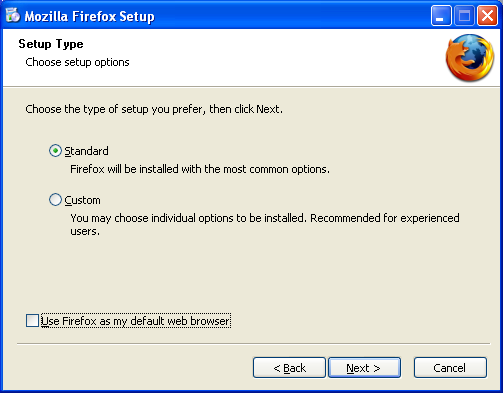 Mozilla Firefox Setup
Setup Type
Choose setup options
Choose the type of setup you prefer, then click Next.
Standard
Firefox will be installed with the most common options.
Custom
You may choose individual options to be installed. Recommended for experienced
users.
Use Firefox as my default web browser
< Back
Next >
Cancel